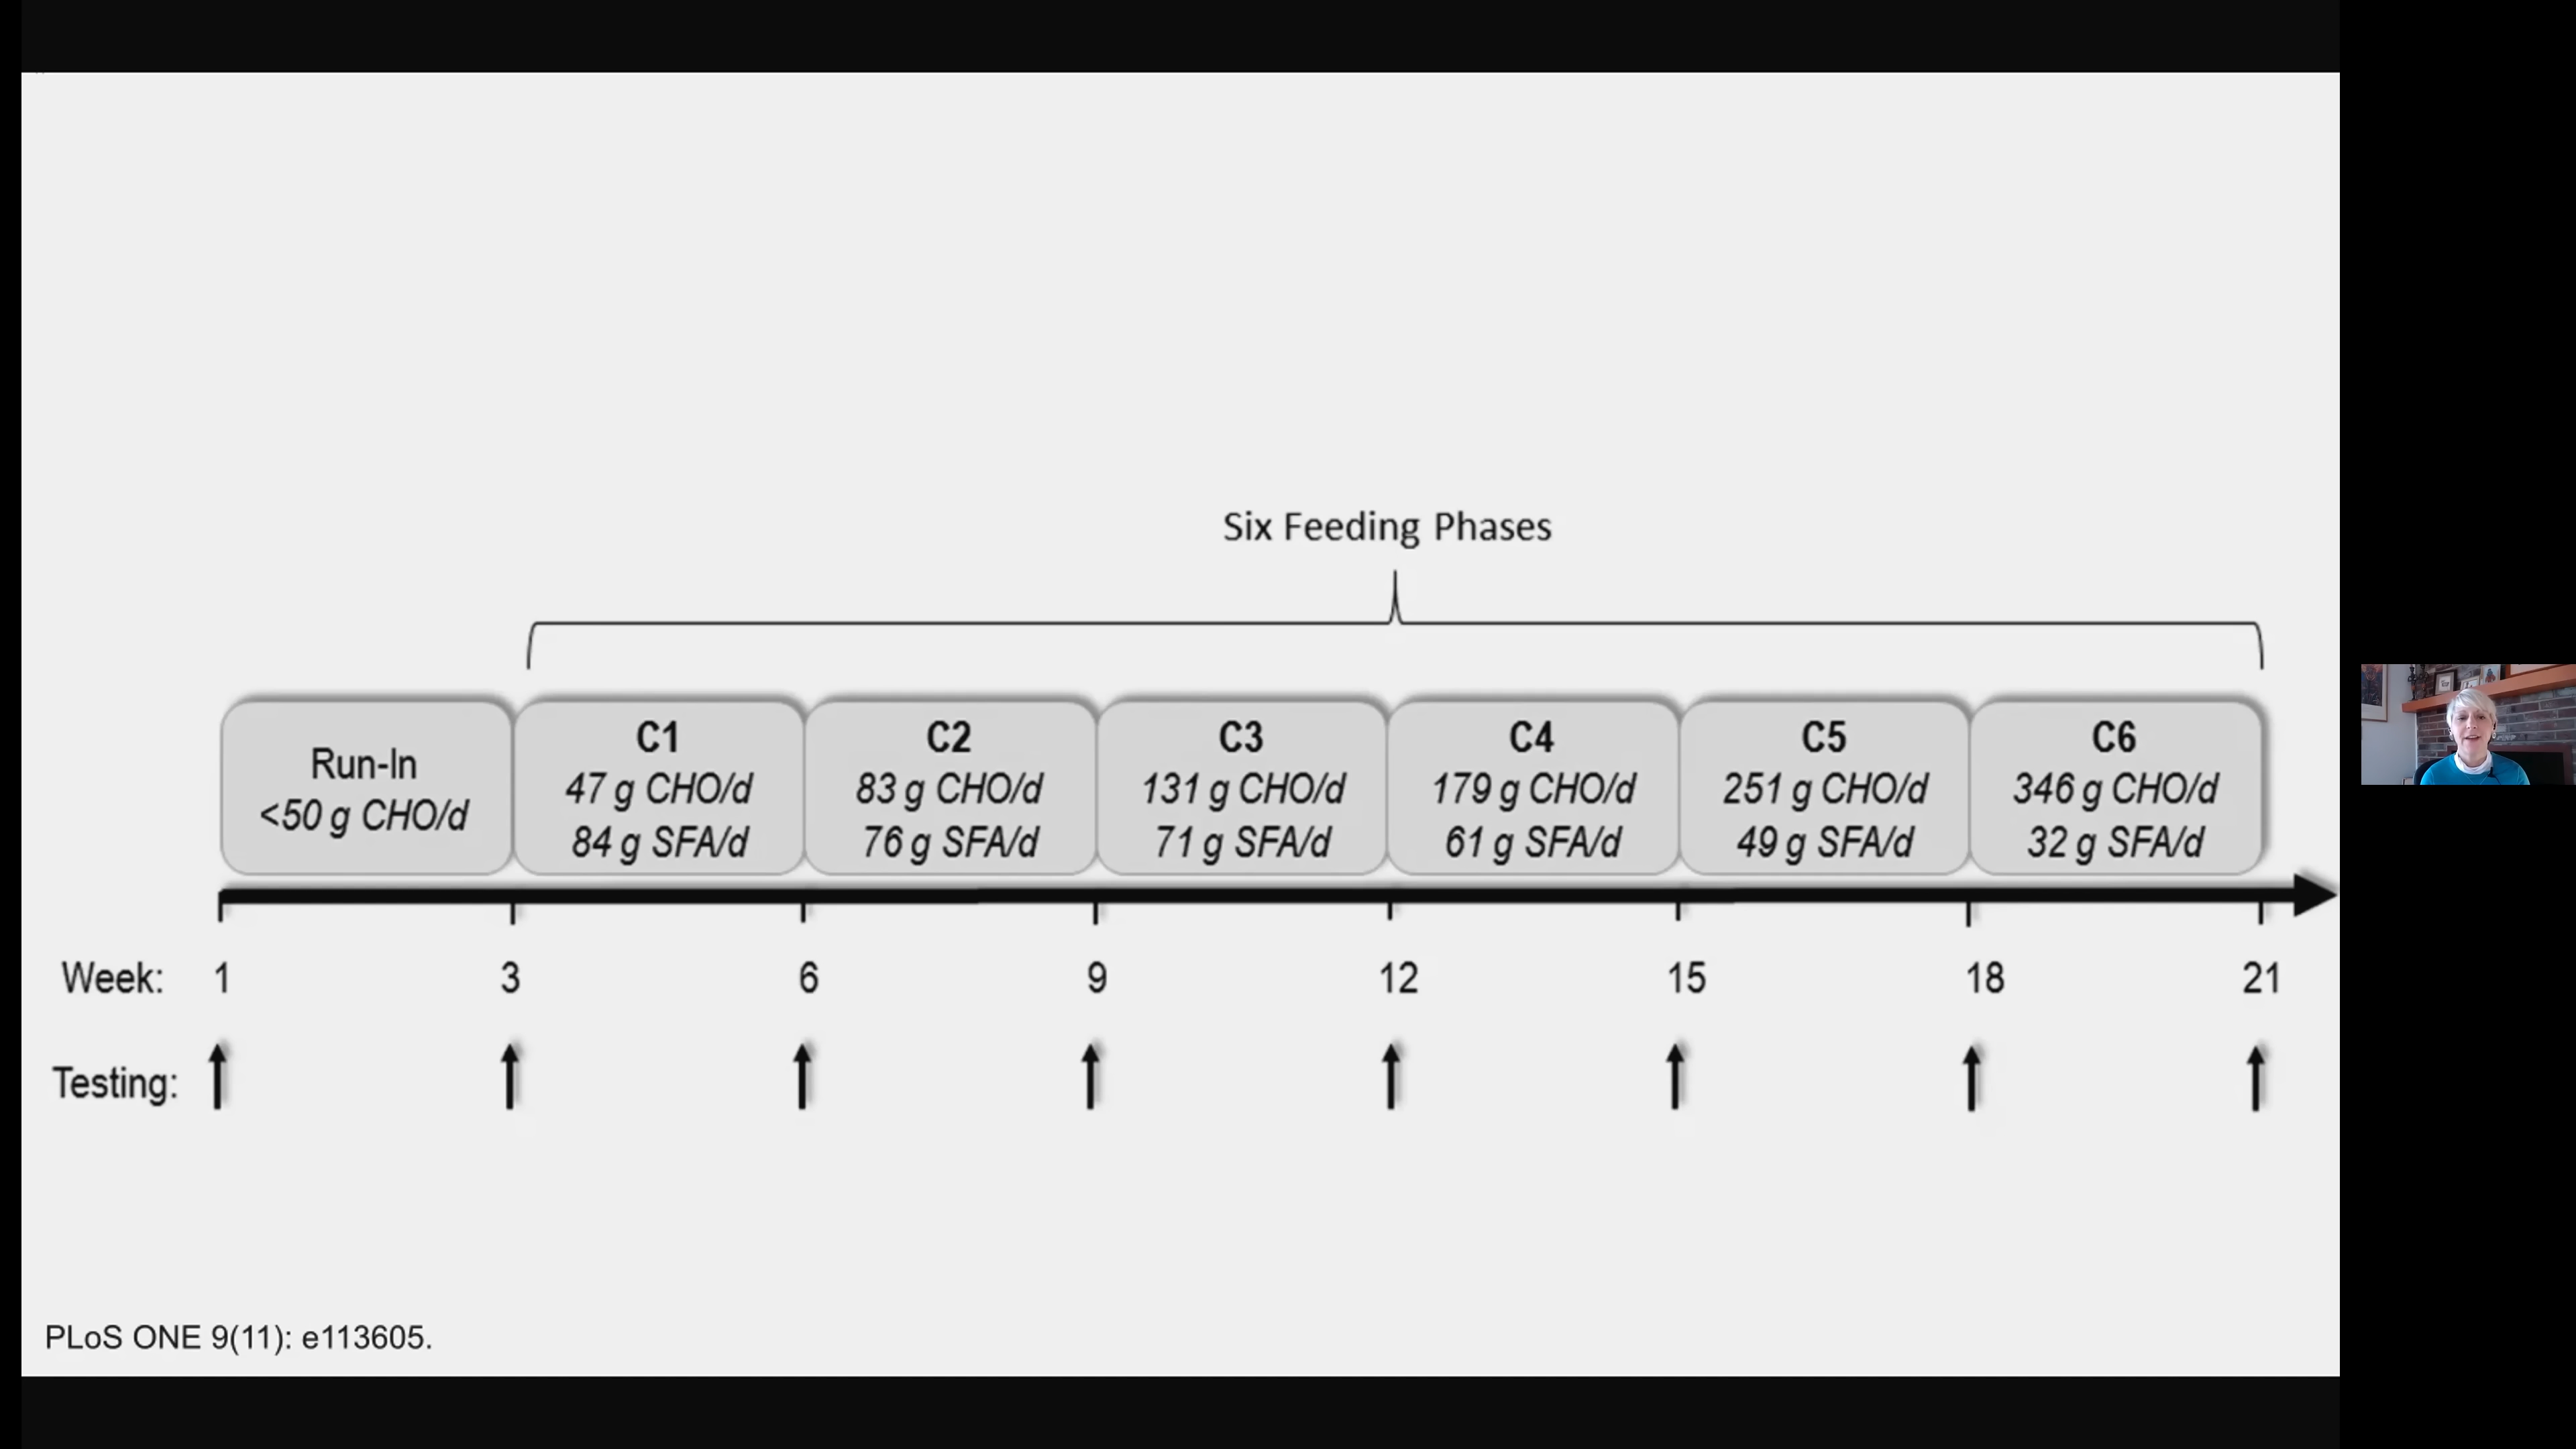 Six Feeding Phases
Run-In
<50 g CHO/d
C1
47 g CHO/d
84 g SFA/d
C2
83 g CHO/d
76 g SFA/d
C3
131 g CHO/d
71 g SFA/d
C4
179 g CHO/d
61 g SFA/d
C5
251 g CHO/d
49 g SFA/d
C6
346 g CHO/d
32 g SFA/d
Week: 1 3 6 9 12 15 18 21
Testing:
PLoS ONE 9(11): e113605.